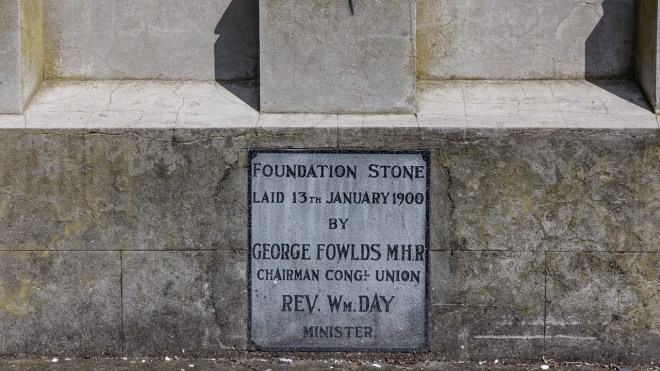 FOUNDATION STONE
LAID 13TH JANUARY 1900
BY
GEORGE FOWLDS M.H.R
CHAIRMAN CONGL UNION
REV. WM. DAY
MINISTER.